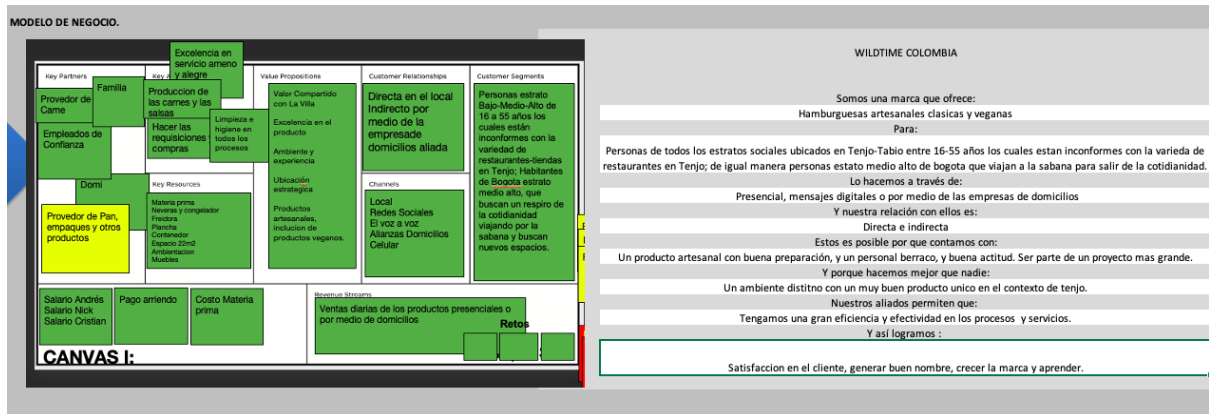 MODELO DE NEGOCIO.
Key Partners
Provedor de
Carne
Familia
Empleados de
Confianza
Domi
Provedor de Pan,
empaques y otros
productos
Key A
Excelencia en
servicio ameno
y alegre
Produccion de
las carnes y las
salsas
Hacer las
requisiciones y
compras
Limpieza e
higiene en
todos los
procesos
Key Resources
Materia prima
Neveras y congelador
Freidora
Plancha
Contenedor
Espacio 22m2
Ambientacion
Muebles
Value Propositions
Valor Compartido
con La Villa
Excelencia en el
producto
Ambiente y
experiencia
Ubicación
estrategica
Productos
artesanales,
inclucion de
productos veganos.
Customer Relationships
Directa en el local
Indirecto por
medio de la
empresade
domicilios aliada
Channels
Local
Redes Sociales
El voz a voz
Alianzas Domicilios
Celular
Customer Segments
Personas estrato
Bajo-Medio-Alto de
16 a 55 años los
cuales están
inconformes con la
variedad de
restaurantes-tiendas
en Tenjo; Habitantes
de Bogota estrato
medio alto, que
buscan un respiro de
la cotidianidad
viajando por la
sabana y buscan
nuevos espacios.
Salario Andrés
Salario Nick
Salario Cristian
Pago arriendo
Costo Materia
prima
Revenue Streams
Ventas diarias de los productos presenciales o
por medio de domicilios
Retos
CANVAS I:
WILDTIME COLOMBIA
Somos una marca que ofrece:
Hamburguesas artesanales clasicas y veganas
Para:
Personas de todos los estratos sociales ubicados en Tenjo-Tabio entre 16-55 años los cuales estan inconformes con la varieda de
restaurantes en Tenjo; de igual manera personas estato medio alto de bogota que viajan a la sabana para salir de la cotidianidad.
Lo hacemos a través de:
Presencial, mensajes digitales o por medio de las empresas de domicilios
Y nuestra relación con ellos es:
Directa e indirecta
Estos es posible por que contamos con:
Un producto artesanal con buena preparación, y un personal berraco, y buena actitud. Ser parte de un proyecto mas grande.
Y porque hacemos mejor que nadie:
Un ambiente distitno con un muy buen producto unico en el contexto de tenjo.
Nuestros aliados permiten que:
Tengamos una gran eficiencia y efectividad en los procesos y servicios.
Y así logramos :
Satisfaccion en el cliente, generar buen nombre, crecer la marca y aprender.